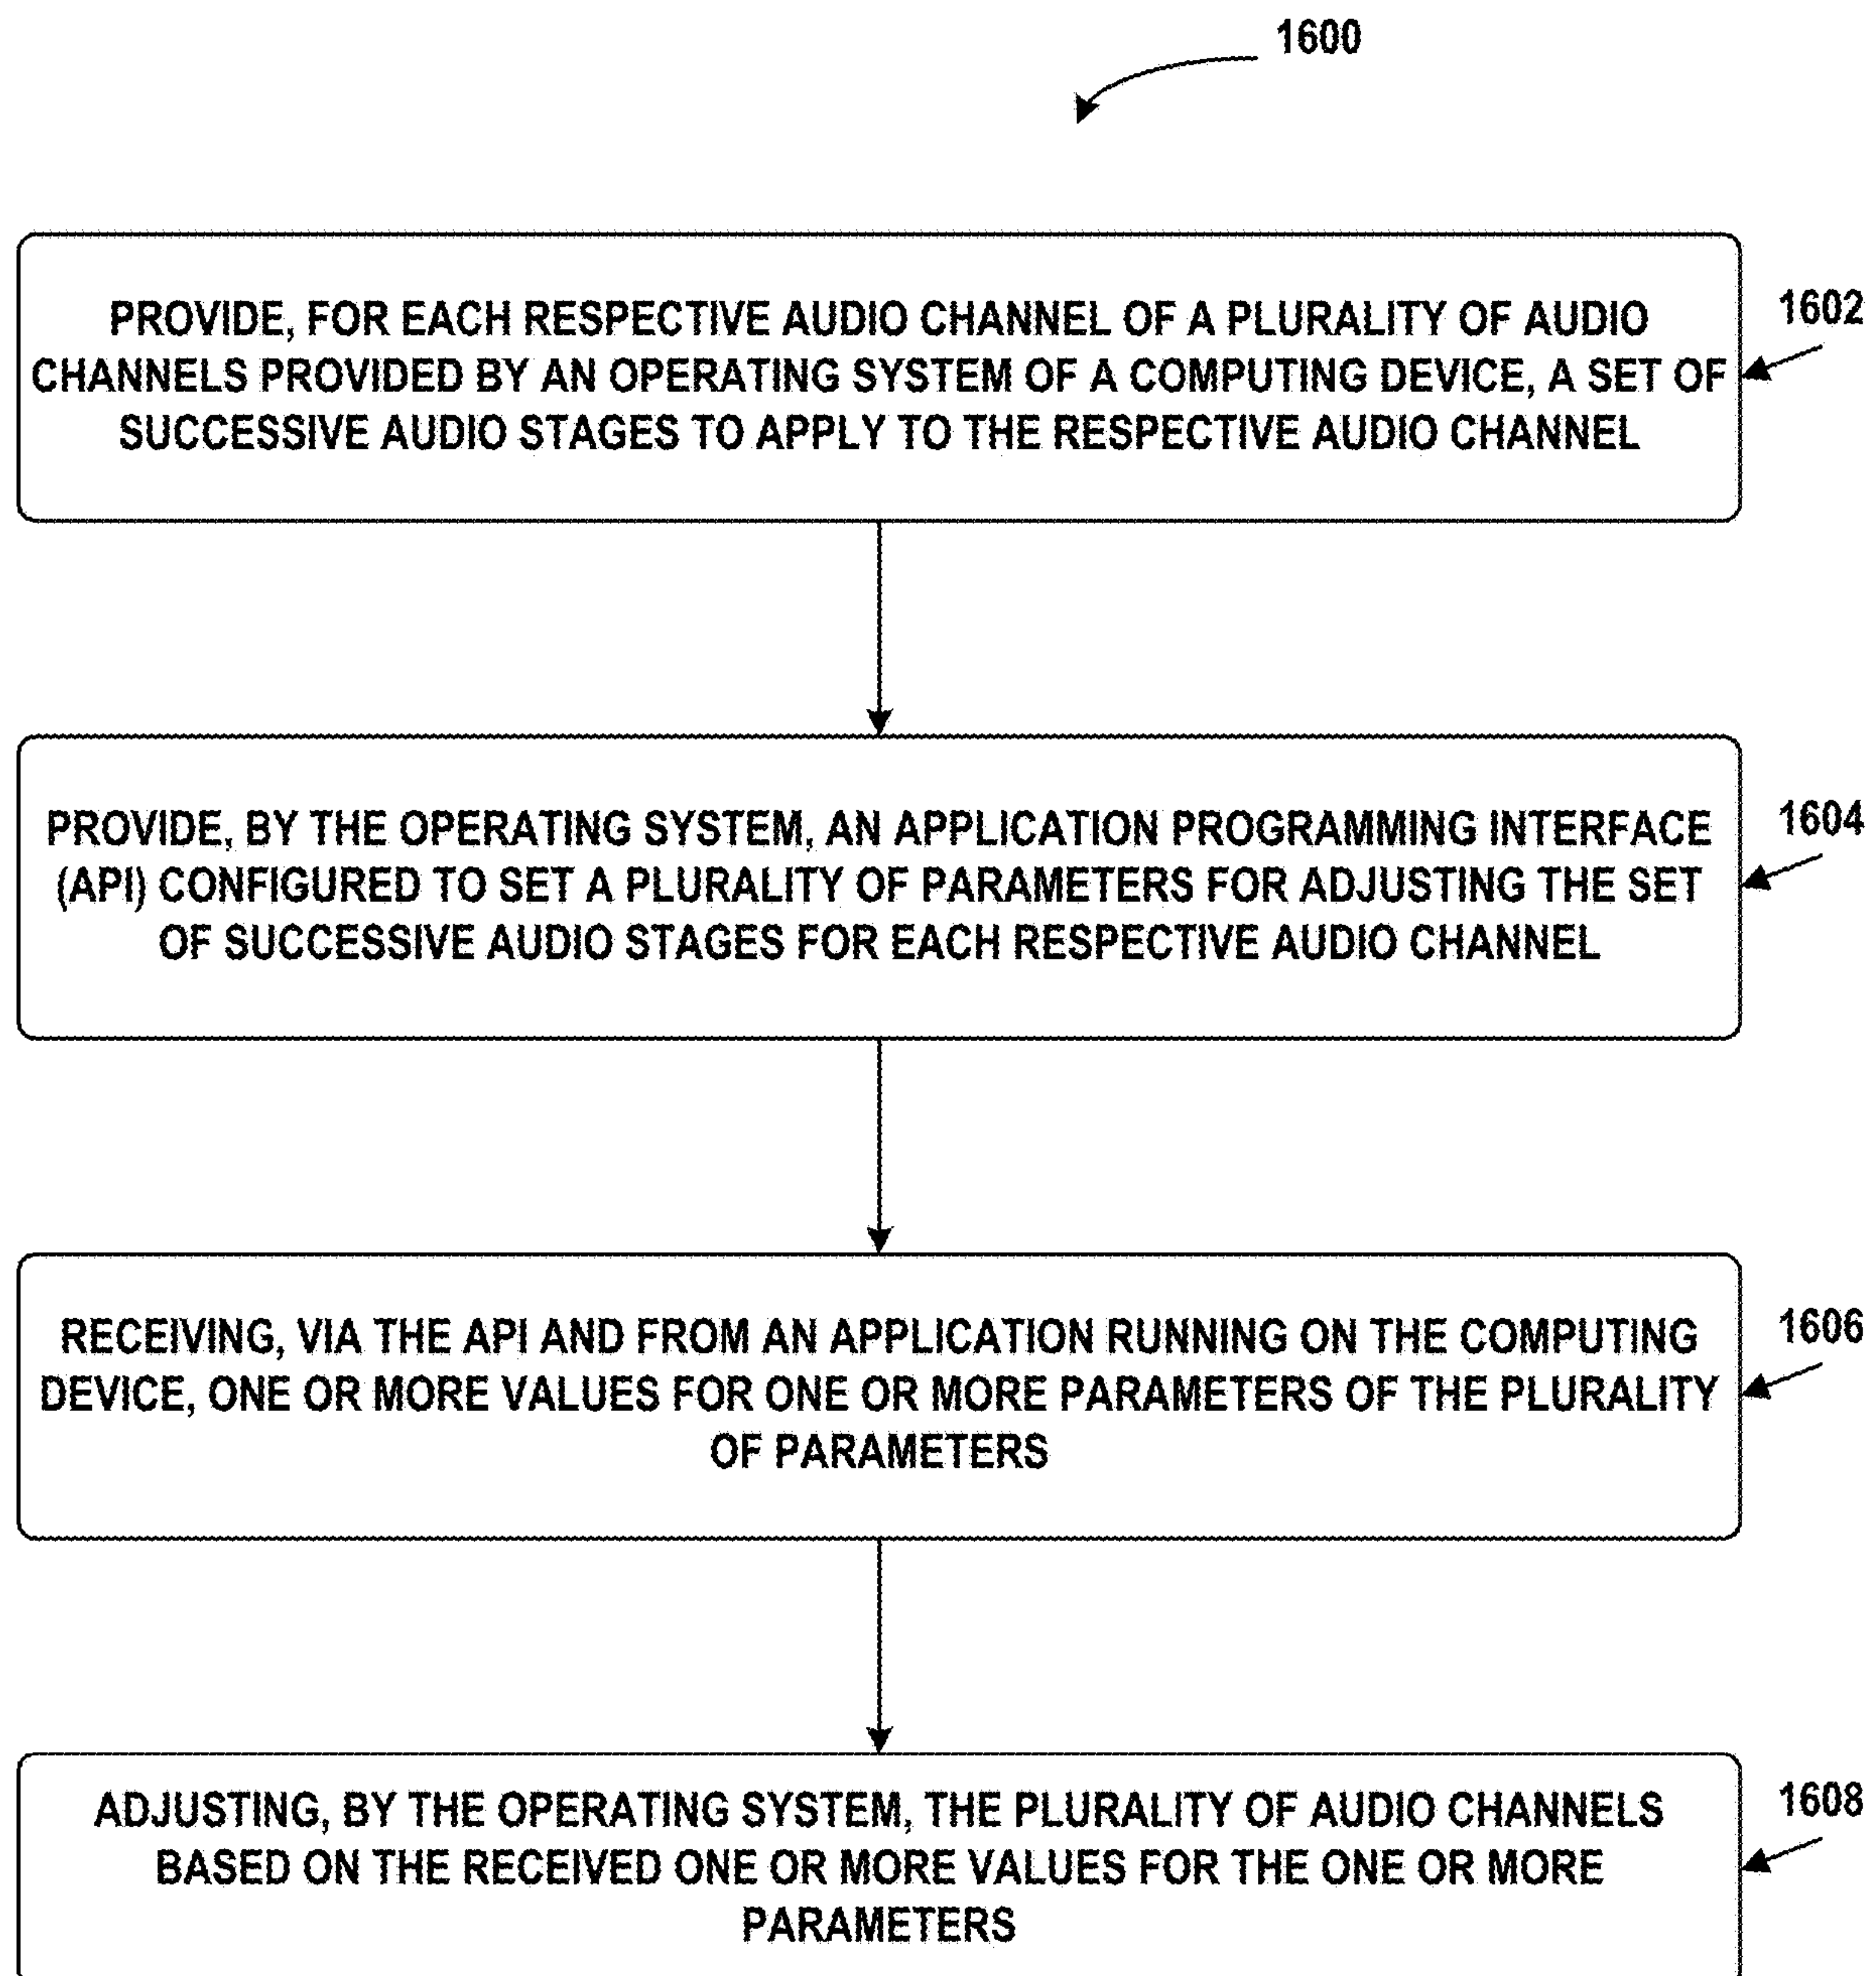 1600
PROVIDE, FOR EACH RESPECTIVE AUDIO CHANNEL OF A PLURALITY OF AUDIO
CHANNELS PROVIDED BY AN OPERATING SYSTEM OF A COMPUTING DEVICE, A SET OF
SUCCESSIVE AUDIO STAGES TO APPLY TO THE RESPECTIVE AUDIO CHANNEL
1602
PROVIDE, BY THE OPERATING SYSTEM, AN APPLICATION PROGRAMMING INTERFACE
(API) CONFIGURED TO SET A PLURALITY OF PARAMETERS FOR ADJUSTING THE SET
OF SUCCESSIVE AUDIO STAGES FOR EACH RESPECTIVE AUDIO CHANNEL
1604
RECEIVING, VIA THE API AND FROM AN APPLICATION RUNNING ON THE COMPUTING
DEVICE, ONE OR MORE VALUES FOR ONE OR MORE PARAMETERS OF THE PLURALITY
OF PARAMETERS
1606
ADJUSTING, BY THE OPERATING SYSTEM, THE PLURALITY OF AUDIO CHANNELS
BASED ON THE RECEIVED ONE OR MORE VALUES FOR THE ONE OR MORE
PARAMETERS
1608